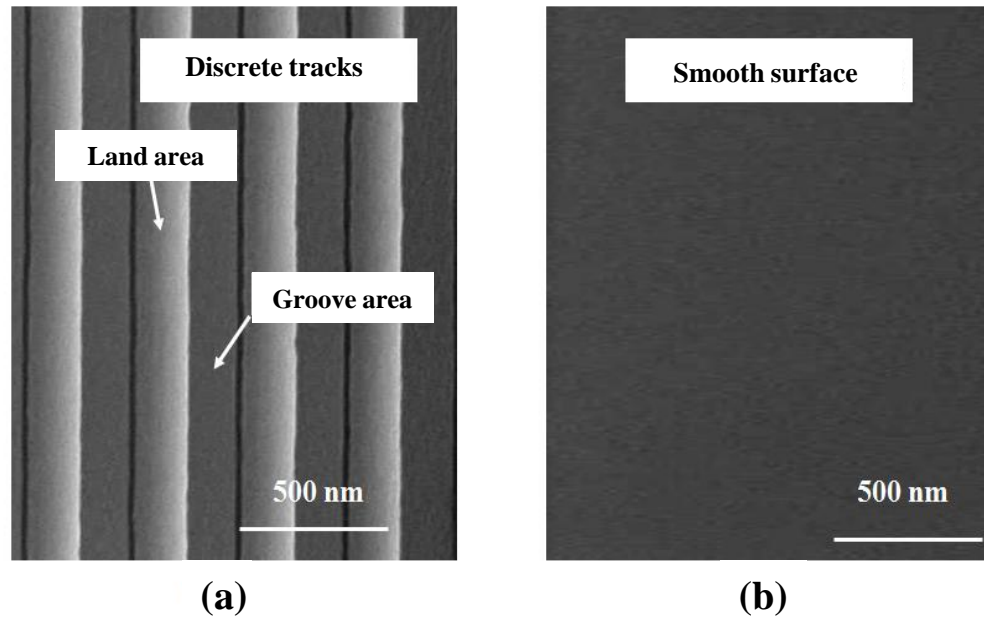 Discrete tracks
Land area
Groove area
500 nm
(a)
Smooth surface
500 nm
(b)